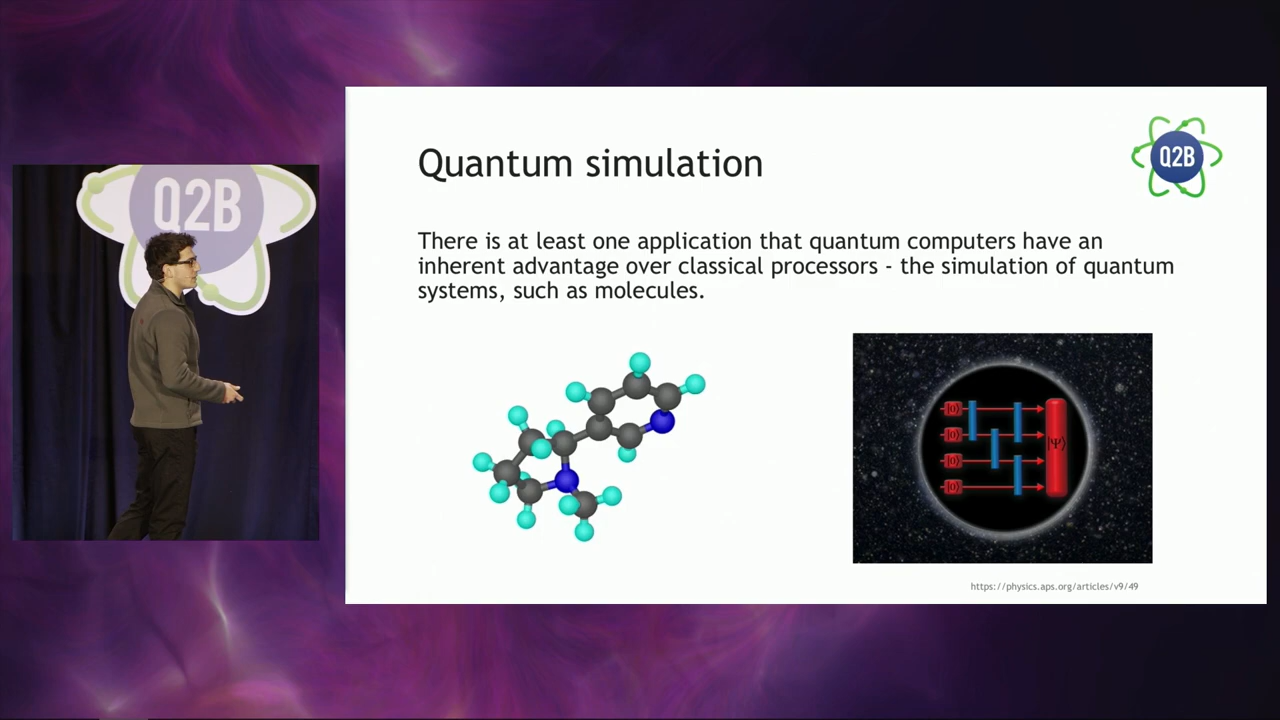 Q2B
Quantum simulation
Q2B
There is at least one application that quantum computers have an
inherent advantage over classical processors - the simulation of quantum
systems, such as molecules.
|0⟩
|0⟩
|0⟩
|0⟩
|Ψ⟩
https://physics.aps.org/articles/v9/49